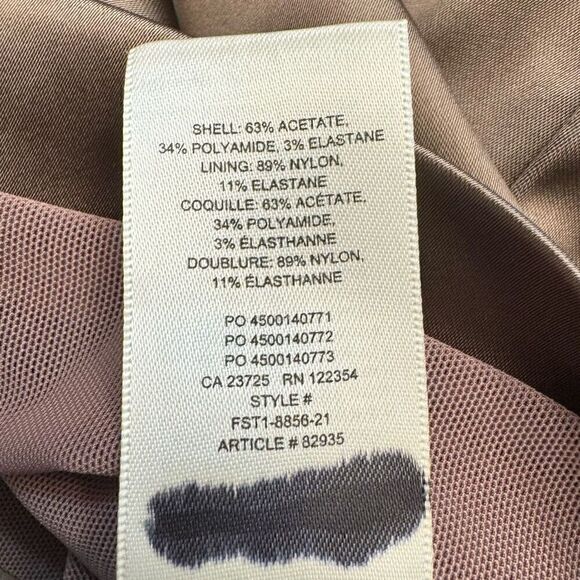 SHELL: 63% ACETATE,
34% POLYAMIDE, 3% ELASTANE
LINING: 89% NYLON,
11% ELASTANE
COQUILLE: 63% ACÉTATE,
34% POLYAMIDE,
3% ÉLASTHANNE
DOUBLURE: 89% NYLON,
11% ÉLASTHANNE
PO 4500140771
PO 4500140772
PO 4500140773
CA 23725 RN 122354
STYLE #
FST1-8856-21
ARTICLE # 82935